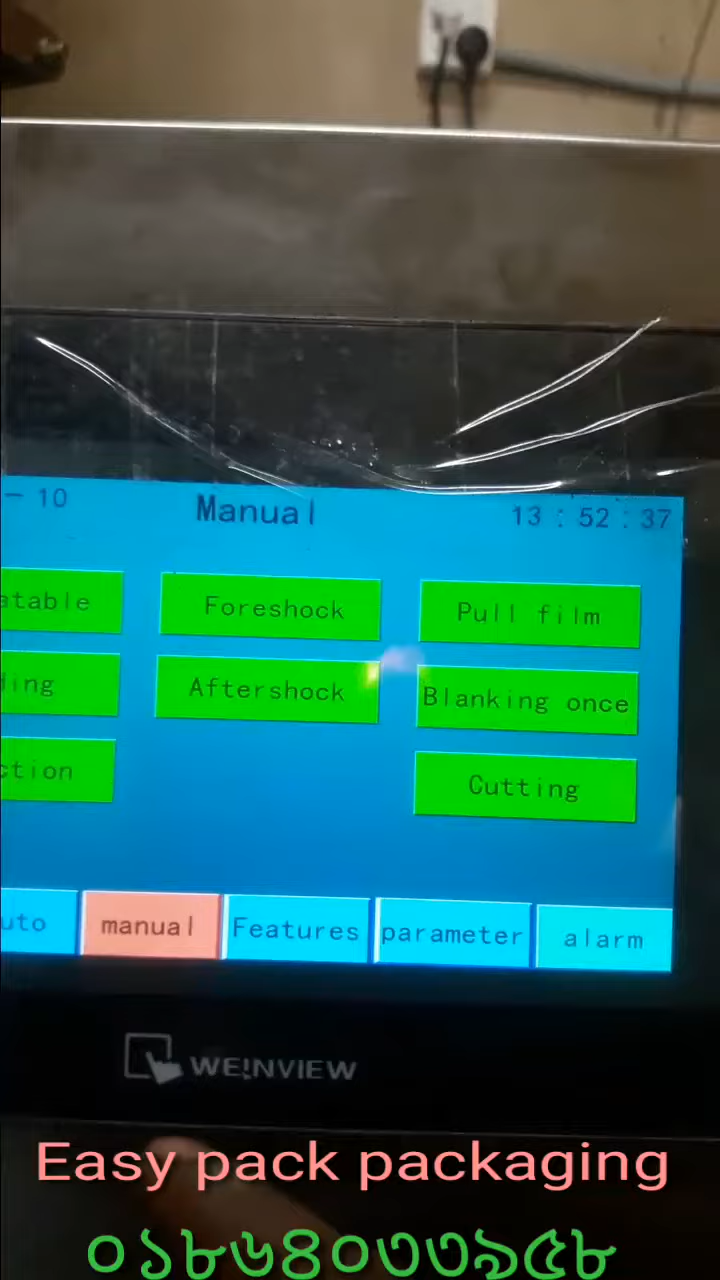 - 10 Manual 13 : 52 : 37
Foreshock Pull film
Aftershock Blanking once
Cutting
manual Features parameter alarm
WEINVIEW
Easy pack packaging
০১৮৬৪০৩৩৯৫৮